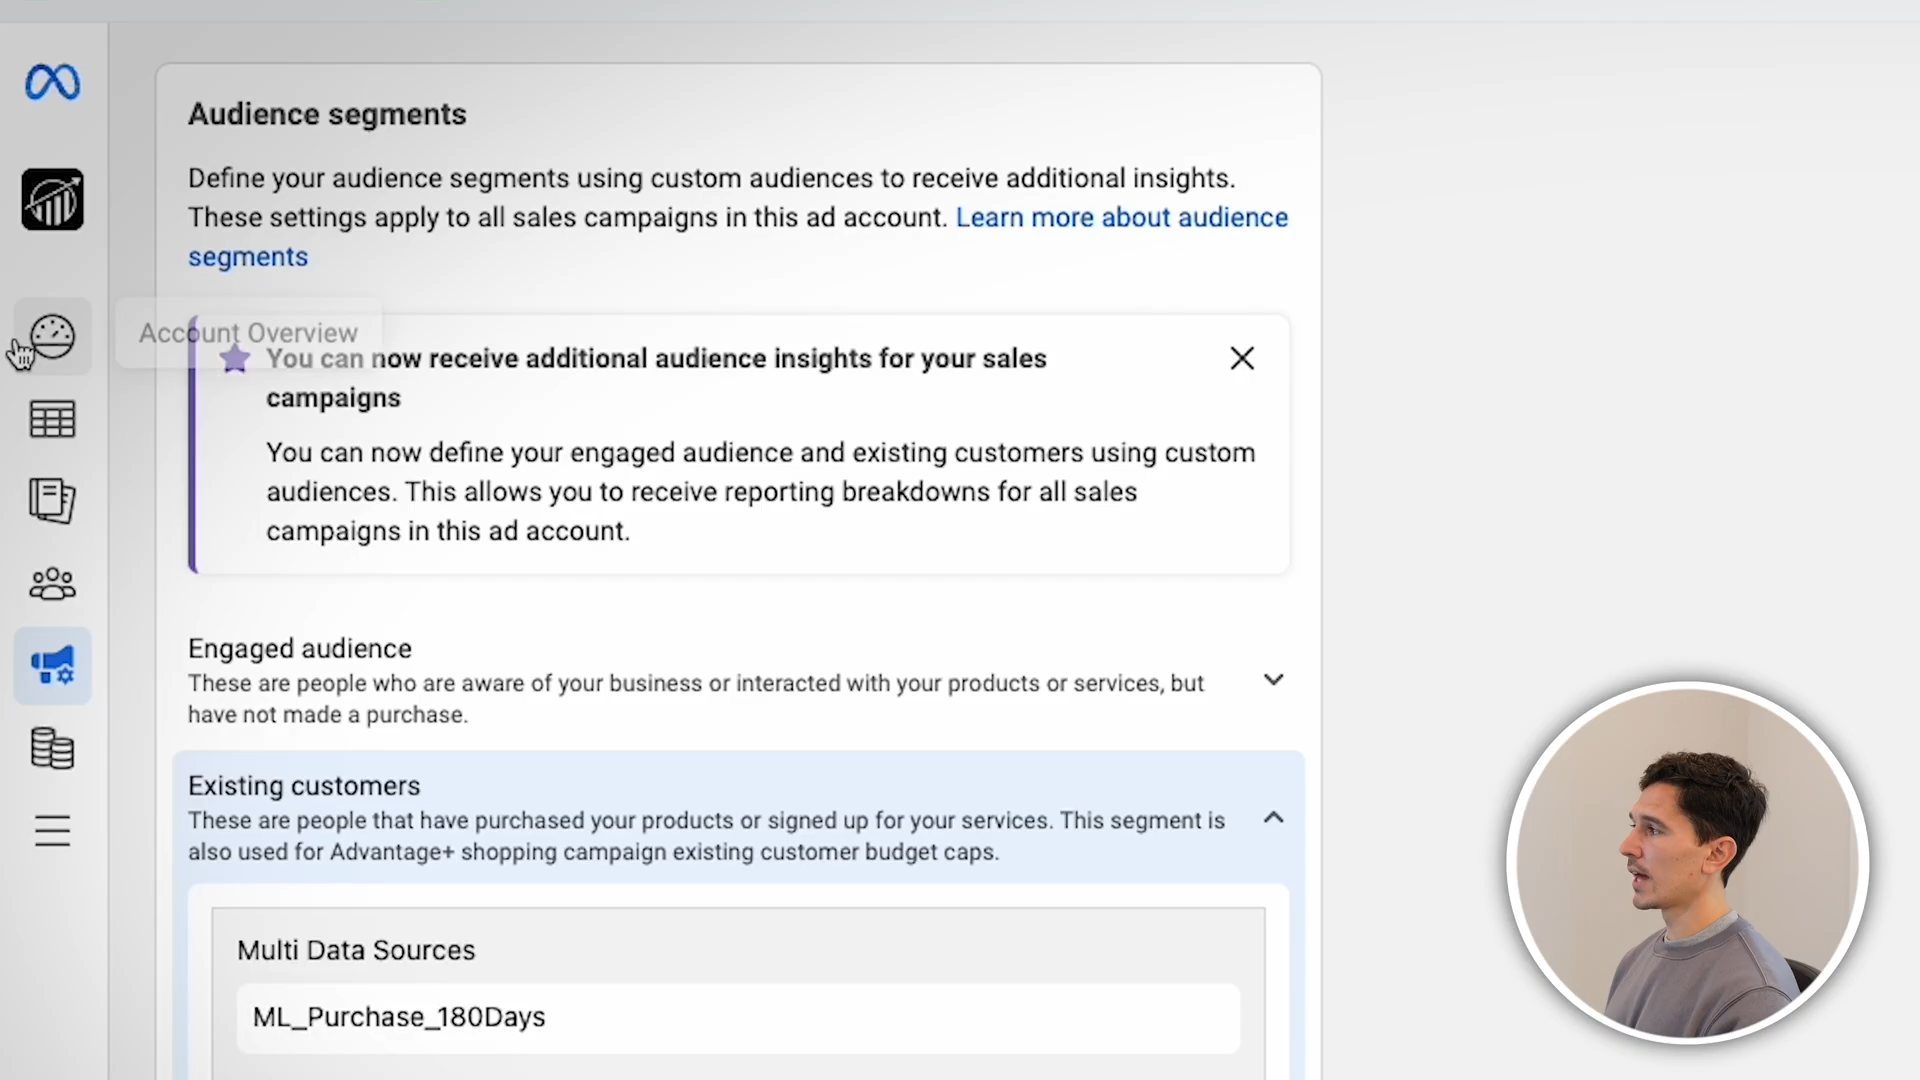 Audience segments
Define your audience segments using custom audiences to receive additional insights.
These settings apply to all sales campaigns in this ad account. Learn more about audience
segments
Account Overview
You can now receive additional audience insights for your sales
campaigns
You can now define your engaged audience and existing customers using custom
audiences. This allows you to receive reporting breakdowns for all sales
campaigns in this ad account.
Engaged audience
These are people who are aware of your business or interacted with your products or services, but
have not made a purchase.
Existing customers
These are people that have purchased your products or signed up for your services. This segment is
also used for Advantage+ shopping campaign existing customer budget caps.
Multi Data Sources
ML_Purchase_180Days